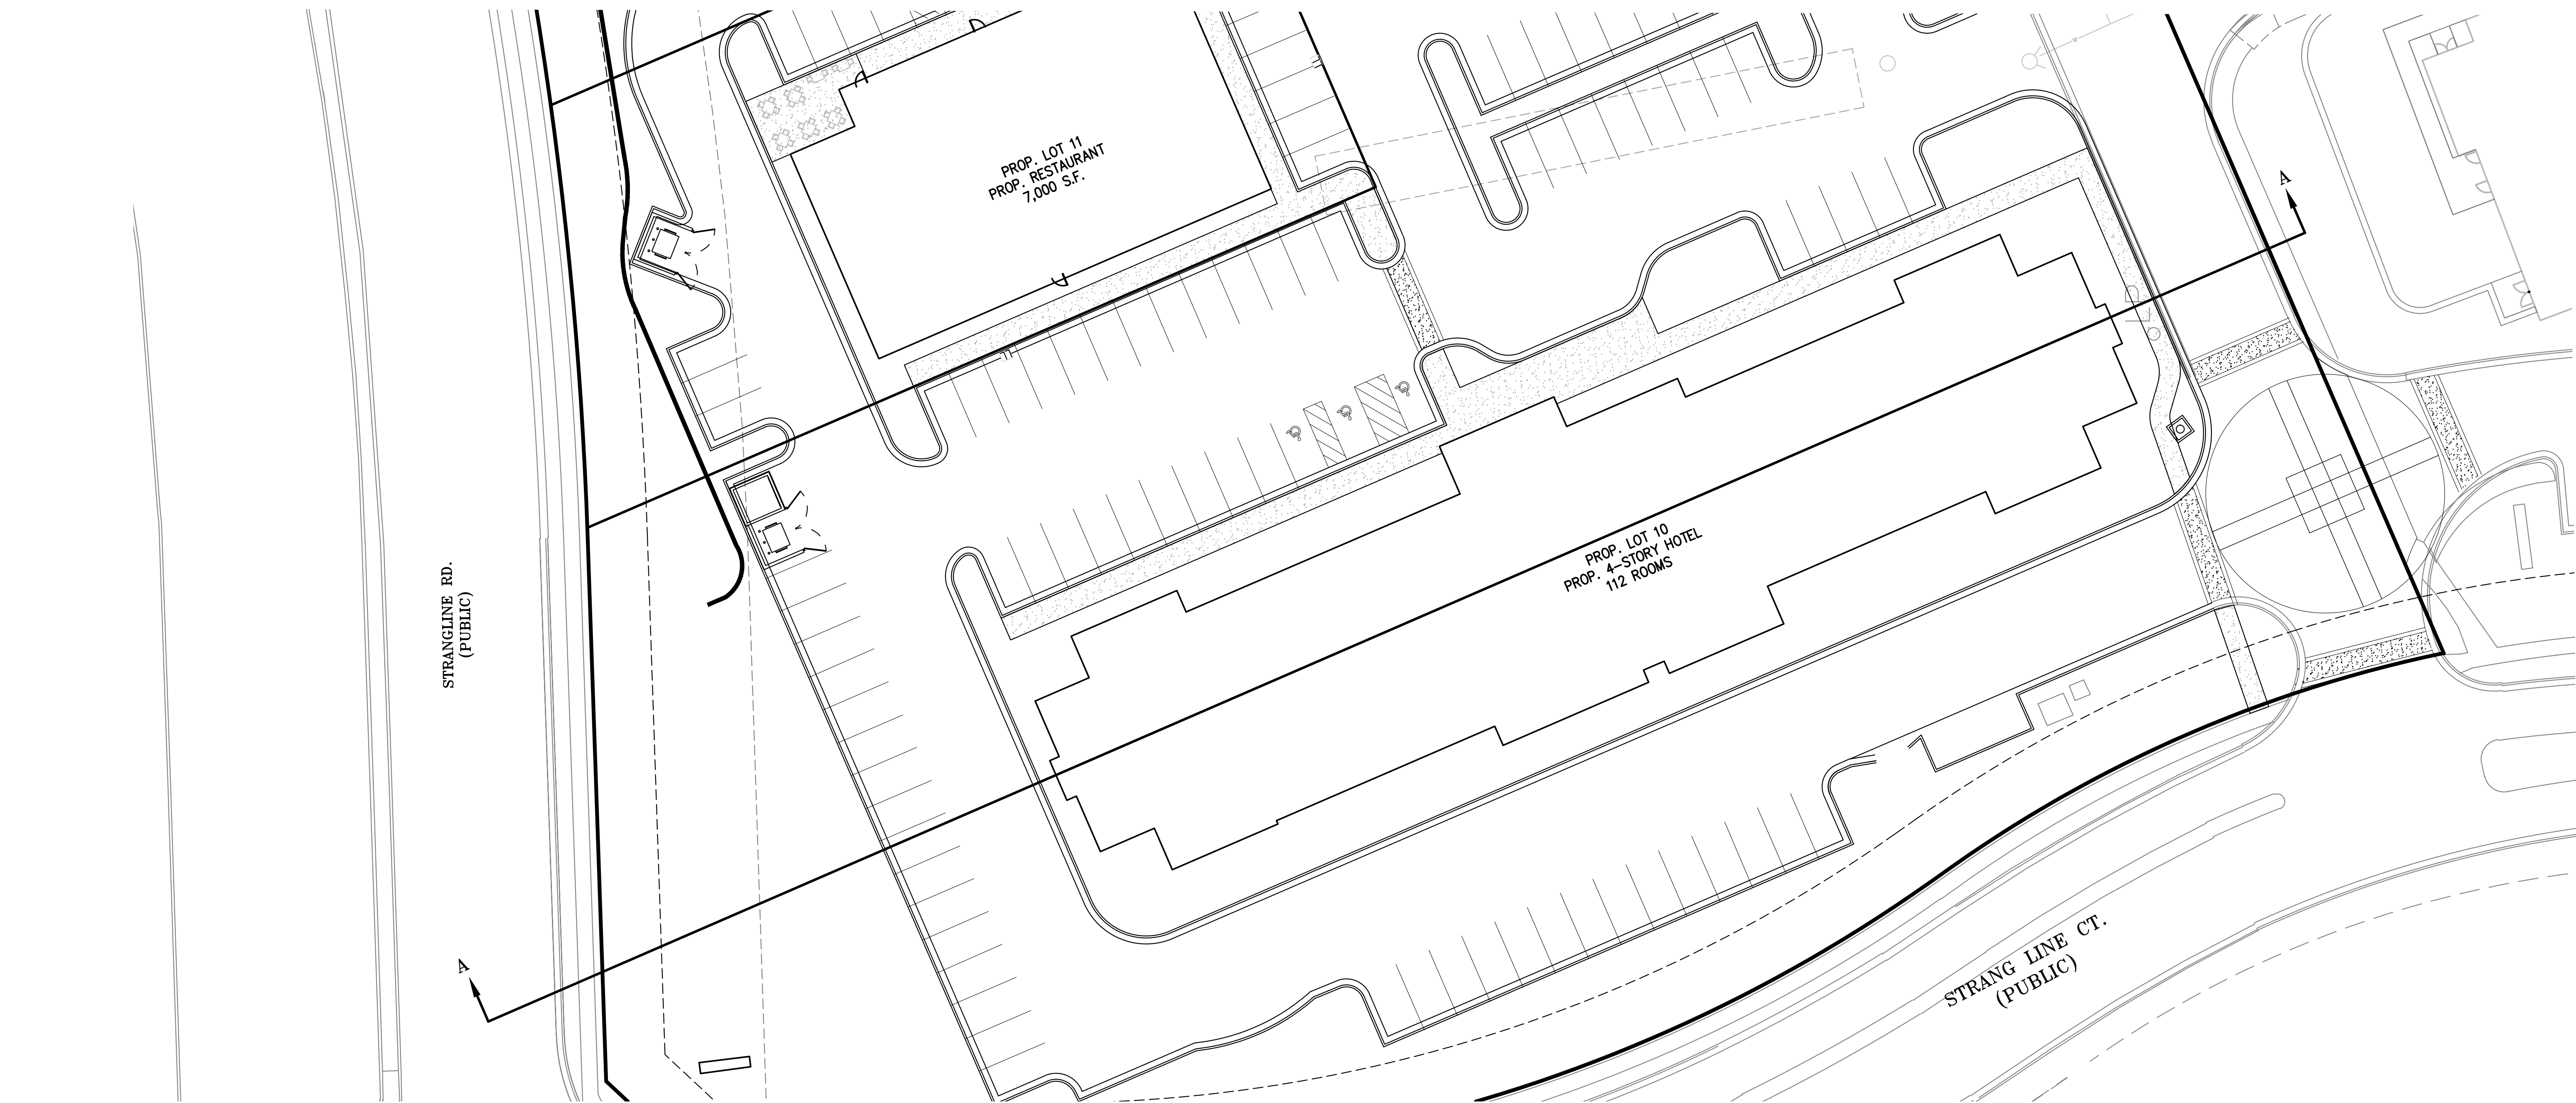 PROP. LOT 11
PROP. RESTAURANT
7,000 S.F.
A
STRANGLINE RD.
(PUBLIC)
PROP. LOT 10
PROP. 4-STORY HOTEL
112 ROOMS
A
STRANG LINE CT.
(PUBLIC)